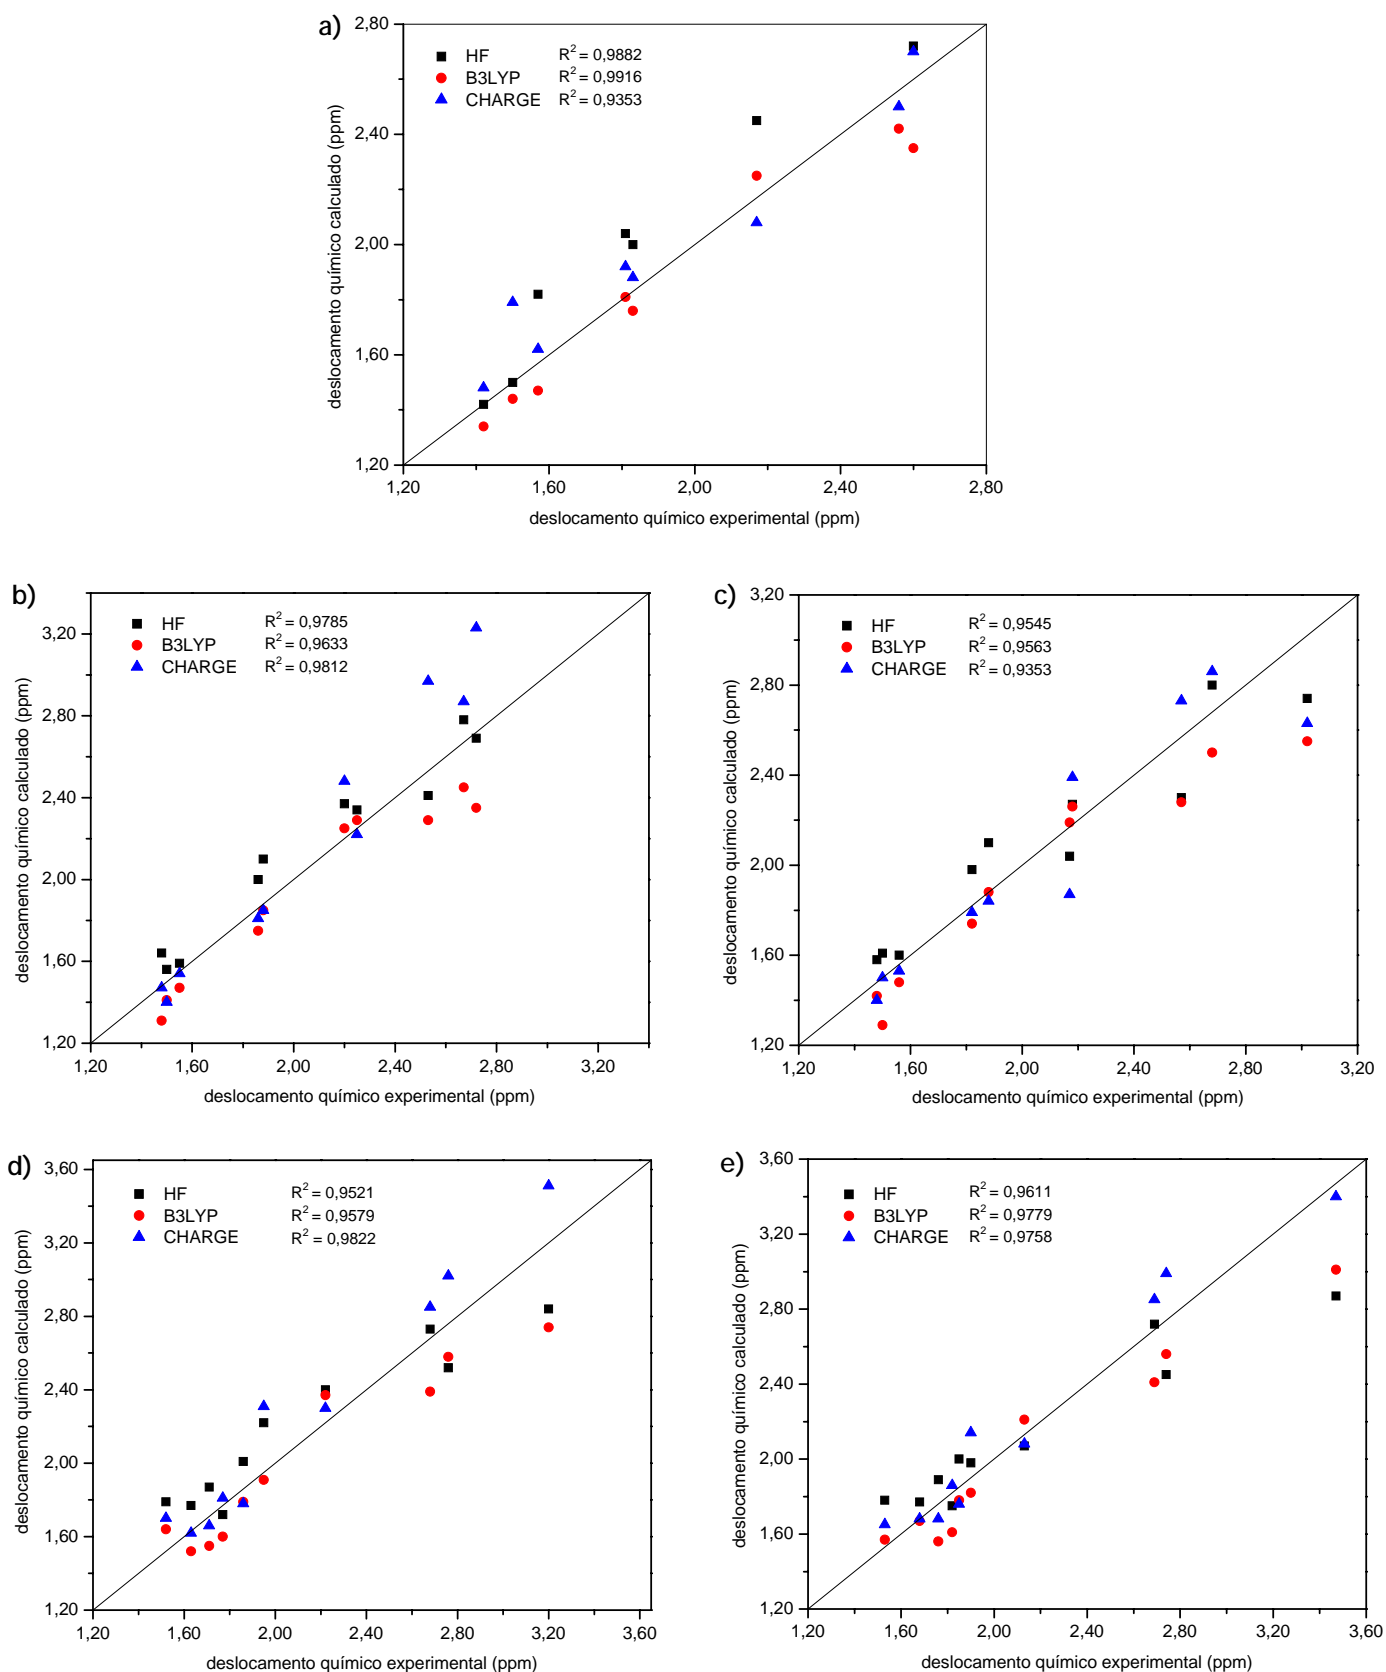 a)
HF R2 = 0,9882
B3LYP R2 = 0,9916
CHARGE R2 = 0,9353
deslocamento químico calculado (ppm)
2,80
2,40
2,00
1,60
1,20
1,20 1,60 2,00 2,40 2,80
deslocamento químico experimental (ppm)
b)
HF R2 = 0,9785
B3LYP R2 = 0,9633
CHARGE R2 = 0,9812
deslocamento químico calculado (ppm)
3,20
2,80
2,40
2,00
1,60
1,20
1,20 1,60 2,00 2,40 2,80 3,20
deslocamento químico experimental (ppm)
c)
HF R2 = 0,9545
B3LYP R2 = 0,9563
CHARGE R2 = 0,9353
deslocamento químico calculado (ppm)
3,20
2,80
2,40
2,00
1,60
1,20
1,20 1,60 2,00 2,40 2,80 3,20
deslocamento químico experimental (ppm)
d)
HF R2 = 0,9521
B3LYP R2 = 0,9579
CHARGE R2 = 0,9822
deslocamento químico calculado (ppm)
3,60
3,20
2,80
2,40
2,00
1,60
1,20
1,20 1,60 2,00 2,40 2,80 3,20 3,60
deslocamento químico experimental (ppm)
e)
HF R2 = 0,9611
B3LYP R2 = 0,9779
CHARGE R2 = 0,9758
deslocamento químico calculado (ppm)
3,60
3,20
2,80
2,40
2,00
1,60
1,20
1,20 1,60 2,00 2,40 2,80 3,20 3,60
deslocamento químico experimental (ppm)